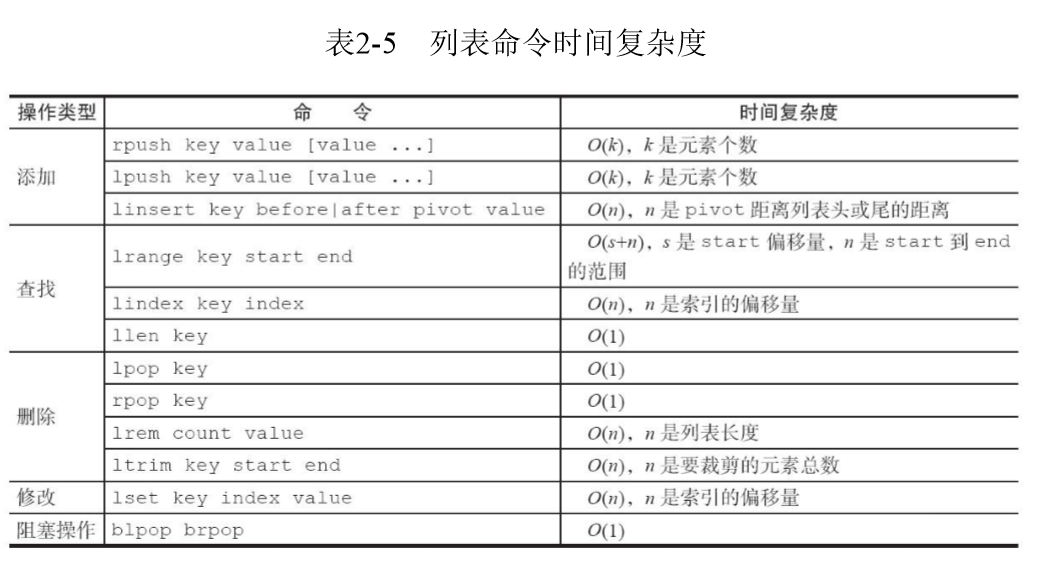 表2-5 列表命令时间复杂度
操作类型 命 令 时间复杂度
添加
rpush key value [value ...] O(k)，k 是元素个数
lpush key value [value ...] O(k)，k 是元素个数
linsert key before|after pivot value O(n)，n 是 pivot 距离列表头或尾的距离
查找
lrange key start end O(s+n)，s 是 start 偏移量，n 是 start 到 end
的范围
lindex key index O(n)，n 是索引的偏移量
llen key O(1)
删除
lpop key O(1)
rpop key O(1)
lrem count value O(n)，n 是列表长度
ltrim key start end O(n)，n 是要裁剪的元素总数
修改 lset key index value O(n)，n 是索引的偏移量
阻塞操作 blpop brpop O(1)